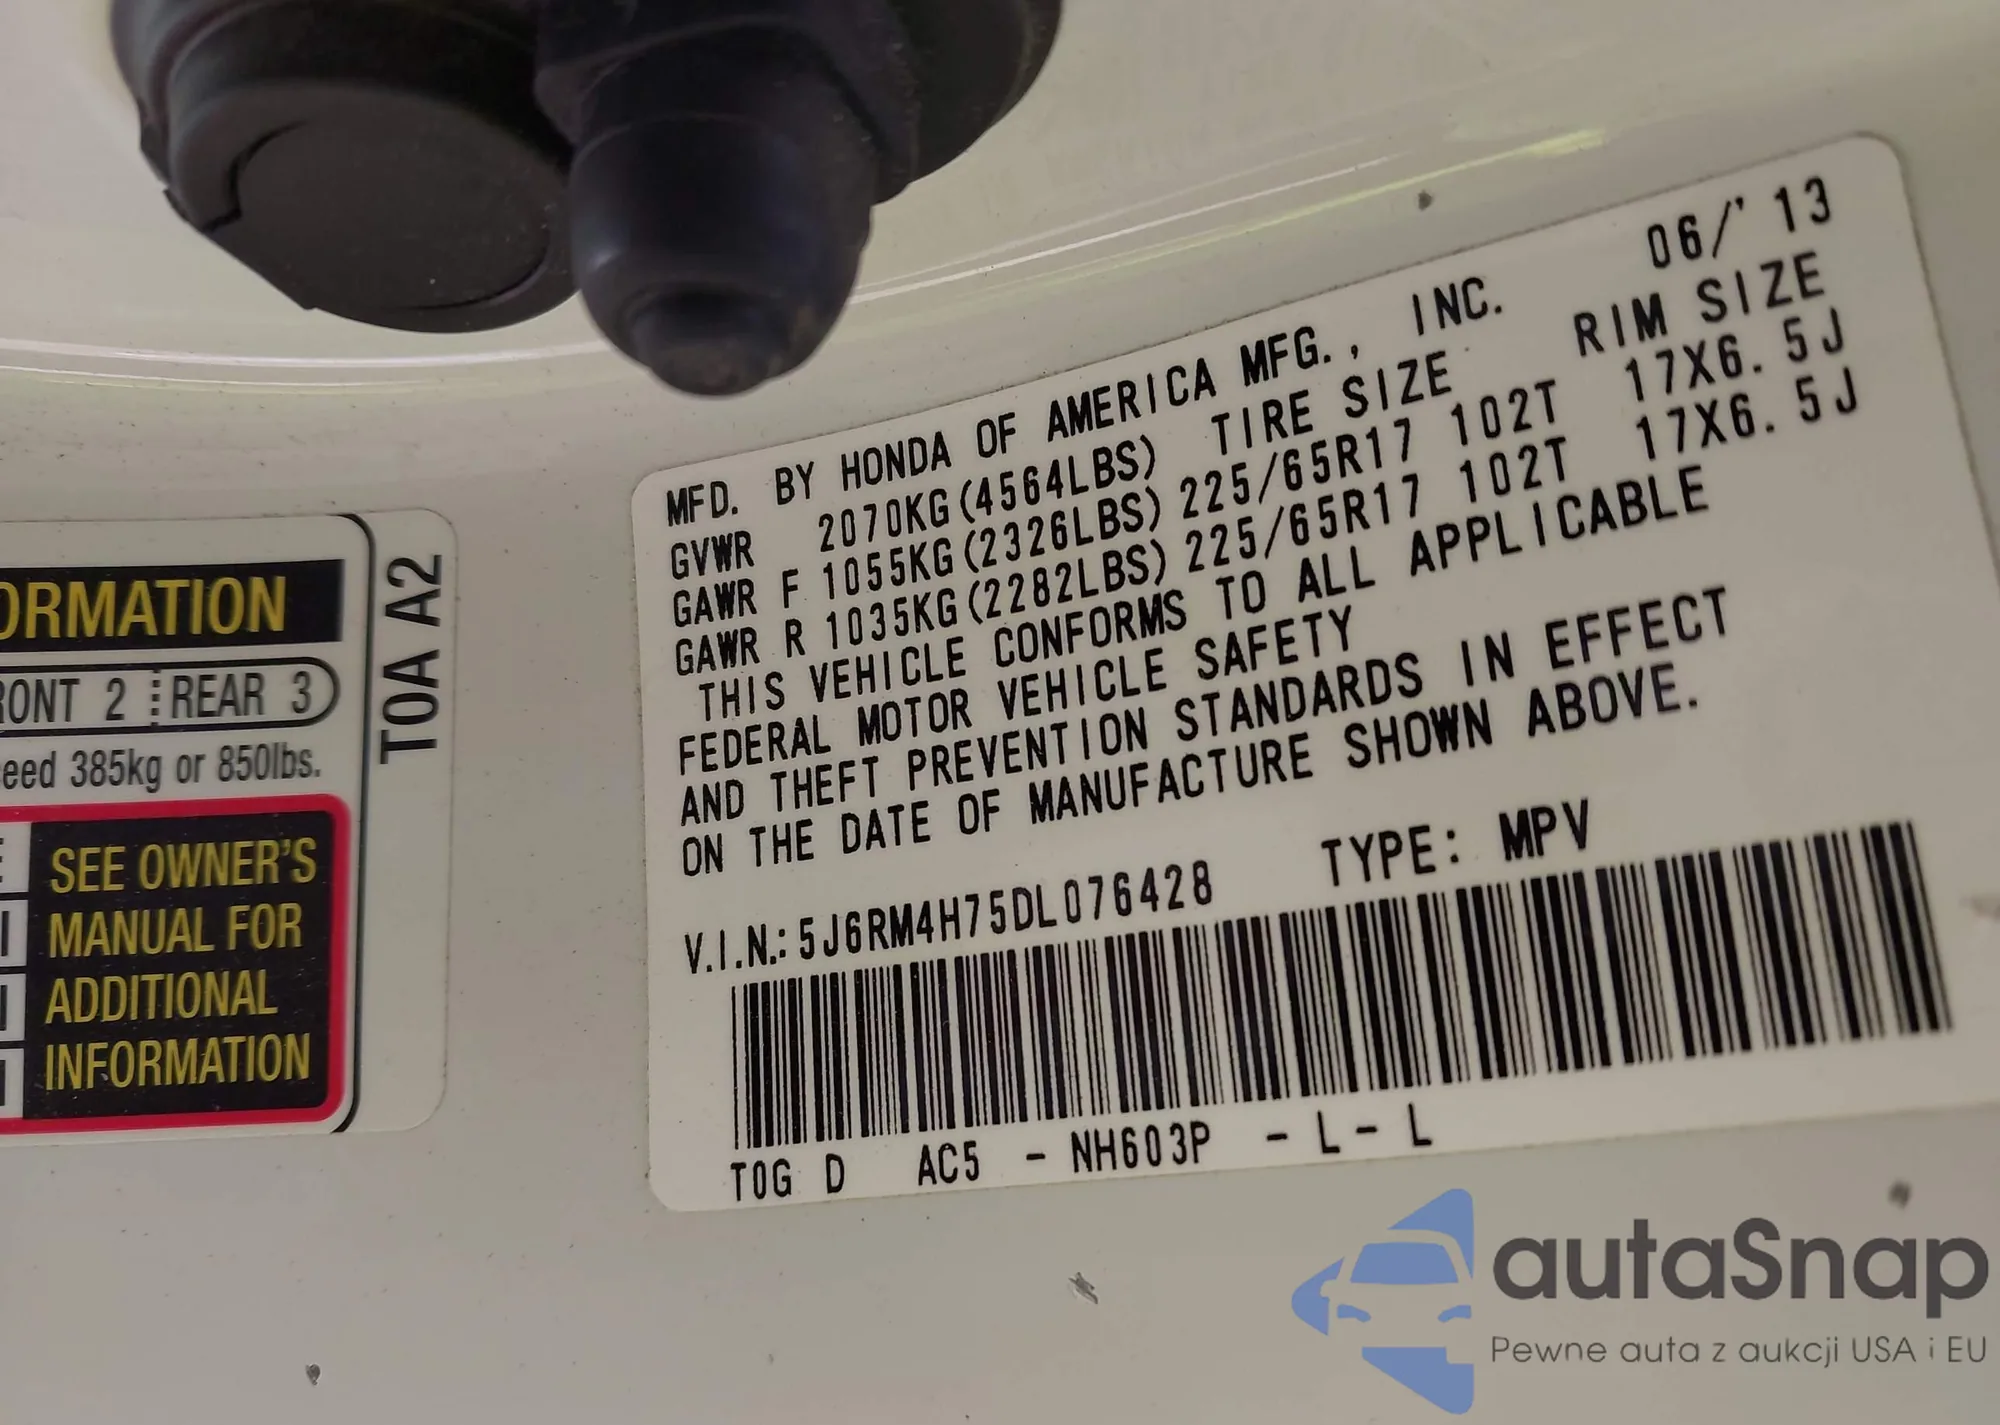 ORMATION
RONT 2 REAR 3
eed 385kg or 850lbs.
SEE OWNER'S
MANUAL FOR
ADDITIONAL
INFORMATION
T0A A2
06/'13
MFD. BY HONDA OF AMERICA MFG., INC.
GVWR 2070KG(4564LBS) TIRE SIZE RIM SIZE
GAWR F 1055KG(2326LBS) 225/65R17 102T 17X6.5J
GAWR R 1035KG(2282LBS) 225/65R17 102T 17X6.5J
THIS VEHICLE CONFORMS TO ALL APPLICABLE
FEDERAL MOTOR VEHICLE SAFETY
AND THEFT PREVENTION STANDARDS IN EFFECT
ON THE DATE OF MANUFACTURE SHOWN ABOVE.
V.I.N.: 5J6RM4H75DL076428 TYPE: MPV
T0G D AC5 - NH603P - L - L
autaSnap
Pewne auta z aukcji USA i EU